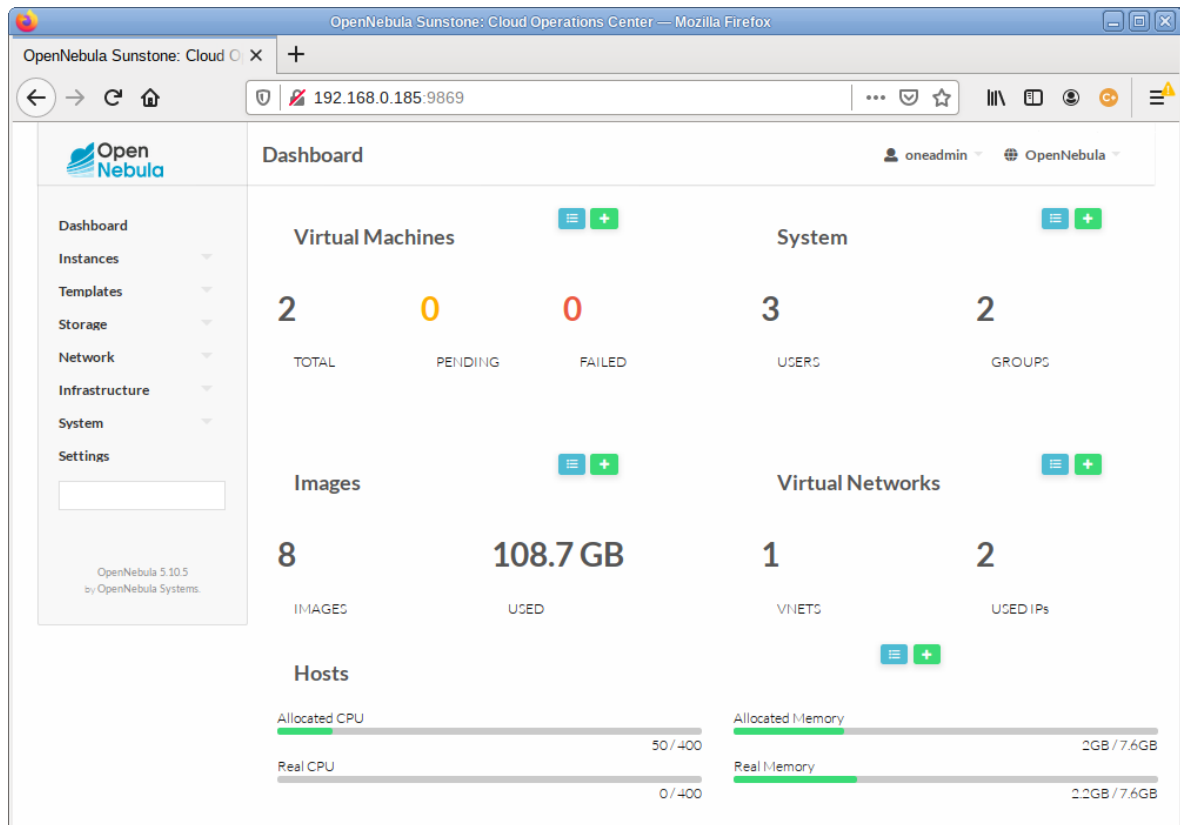 OpenNebula Sunstone: Cloud Operations Center — Mozilla Firefox
OpenNebula Sunstone: Cloud O
192.168.0.185:9869
Open
Nebula
Dashboard
oneadmin
OpenNebula
Dashboard
Instances
Templates
Storage
Network
Infrastructure
System
Settings
OpenNebula 5.10.5
by OpenNebula Systems.
Virtual Machines
System
2 0 0 3 2
TOTAL PENDING FAILED USERS GROUPS
Images
Virtual Networks
8 108.7 GB 1 2
IMAGES USED VNETS USED IPs
Hosts
Allocated CPU
50 / 400
Allocated Memory
2GB / 7.6GB
Real CPU
0 / 400
Real Memory
2.2GB / 7.6GB